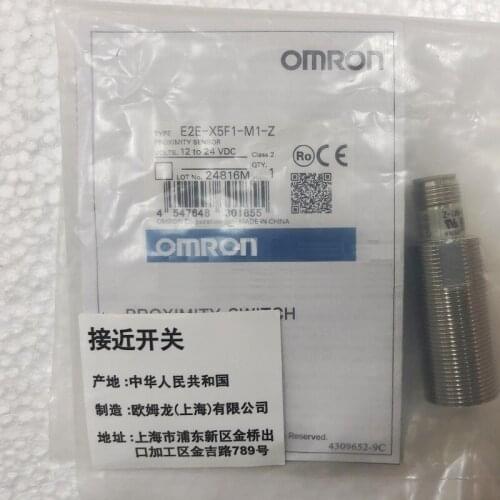 OMRON
TYPE E2E-X5F1-M1-Z
PROXIMITY SENSOR
VOLTS. 12 to 24 VDC Class 2
LOT No. 24816M QTY. 1
4 547648 301855
OMRON Corporation MADE IN CHINA
RoHS CE
OMRON
PROXIMITY SWITCH
接近开关
产地:中华人民共和国
制造:欧姆龙(上海)有限公司
地址:上海市浦东新区金桥出
口加工区金吉路789号
Reserved.
4309652-9C